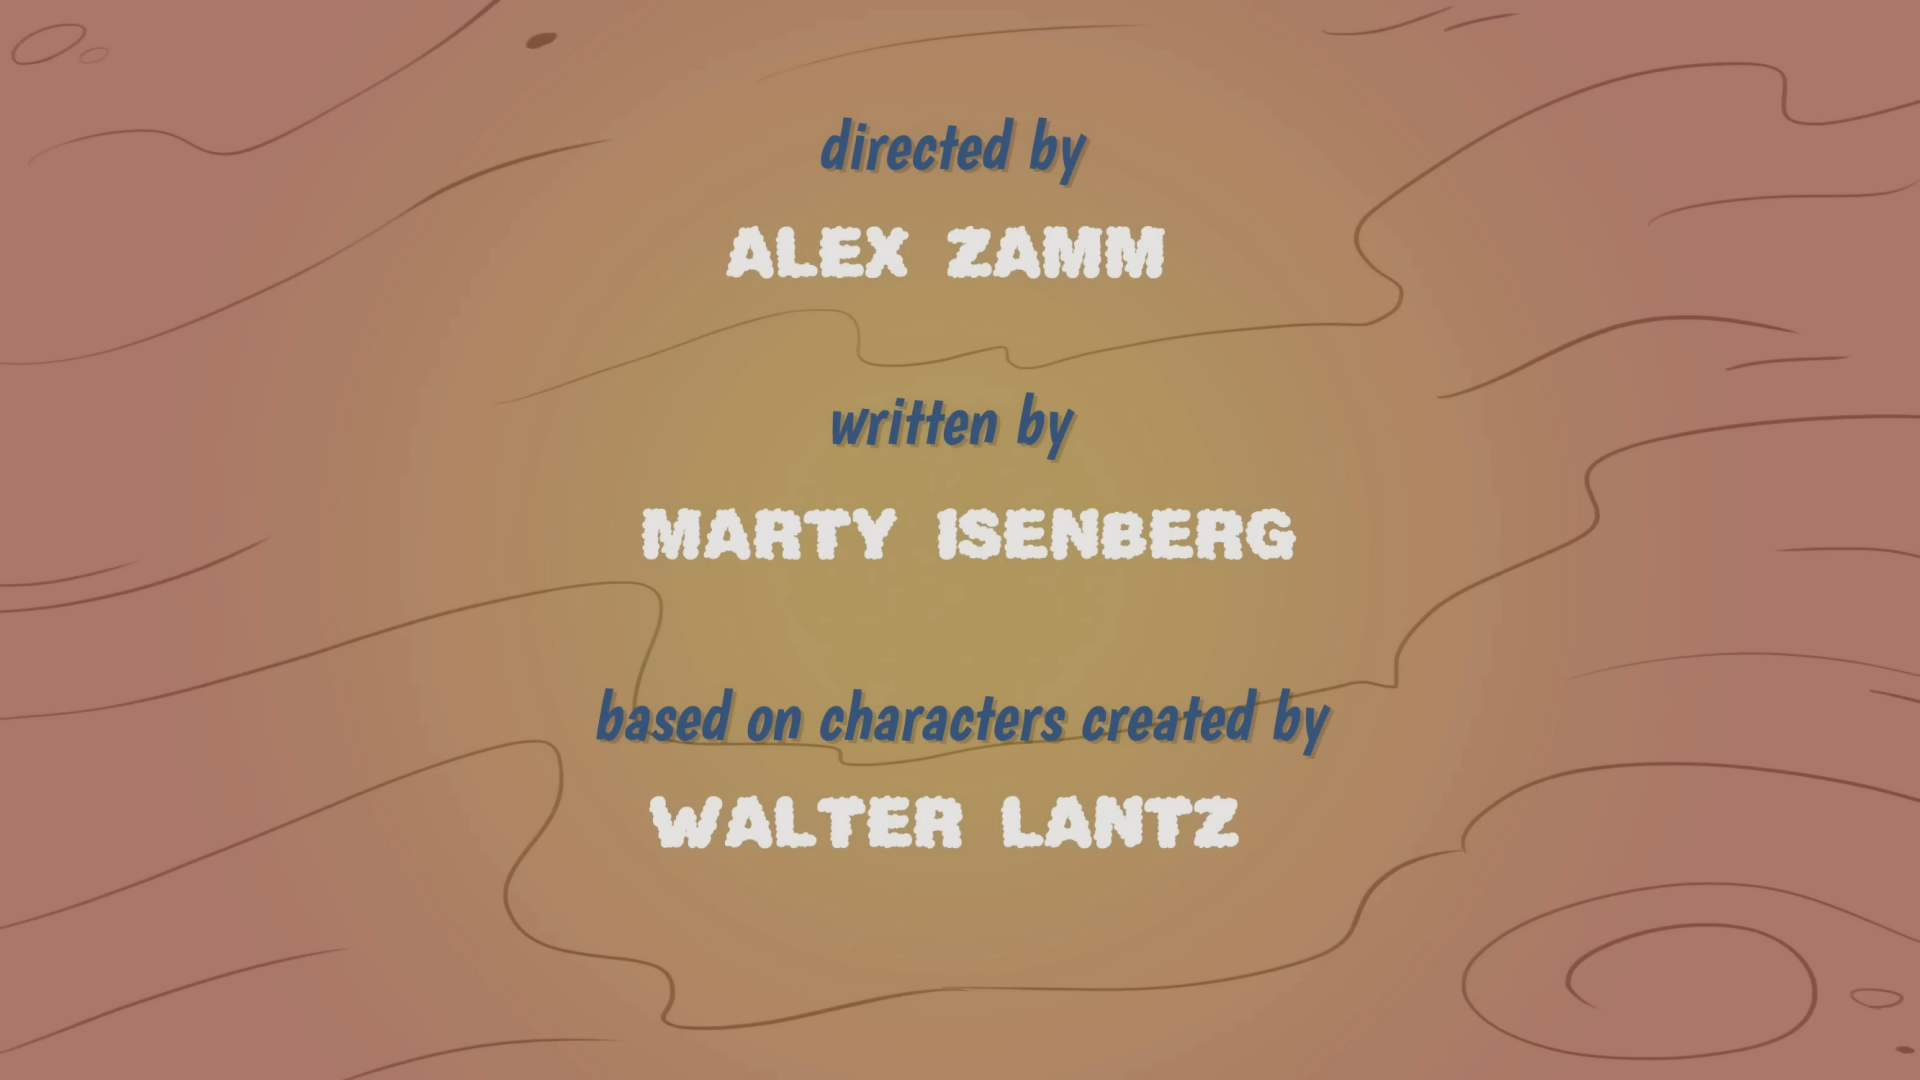 directed by
ALEX ZAMM
written by
MARTY ISENBERG
based on characters created by
WALTER LANTZ